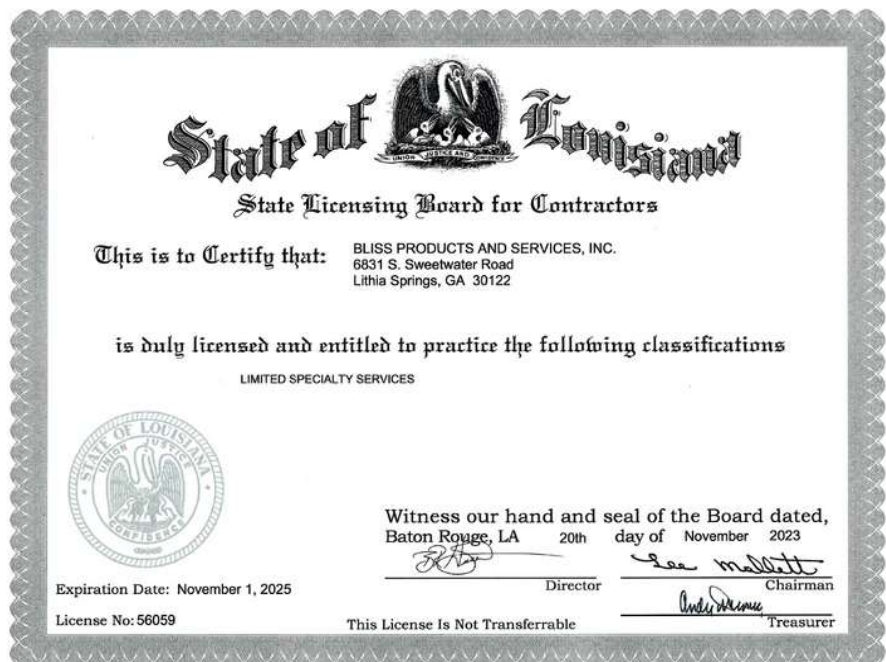 State of Louisiana
UNION JUSTICE AND CONFIDENCE
State Licensing Board for Contractors
This is to Certify that: BLISS PRODUCTS AND SERVICES, INC.
6831 S. Sweetwater Road
Lithia Springs, GA 30122
is duly licensed and entitled to practice the following classifications
LIMITED SPECIALTY SERVICES
STATE OF LOUISIANA
UNION JUSTICE
CONFIDENCE
Witness our hand and seal of the Board dated,
Baton Rouge, LA 20th day of November 2023
Lee Mallett
Director Chairman
Expiration Date: November 1, 2025
License No: 56059
This License Is Not Transferrable
Treasurer